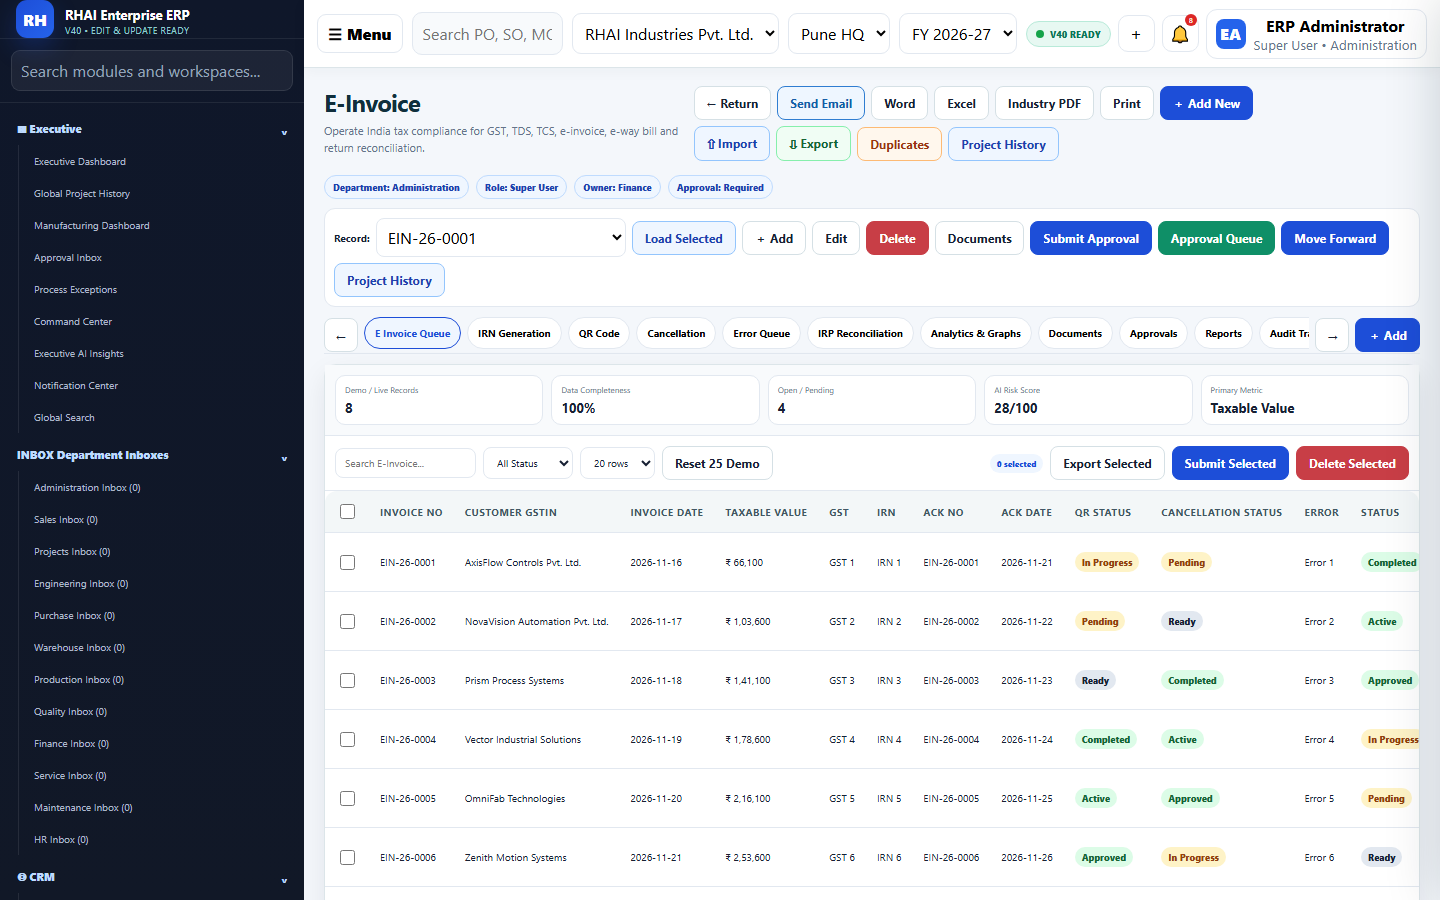 RH
RHAI Enterprise ERP
V40 • EDIT & UPDATE READY
Search modules and workspaces...
Executive
Executive Dashboard
Global Project History
Manufacturing Dashboard
Approval Inbox
Process Exceptions
Command Center
Executive AI Insights
Notification Center
Global Search
INBOX Department Inboxes
Administration Inbox (0)
Sales Inbox (0)
Projects Inbox (0)
Engineering Inbox (0)
Purchase Inbox (0)
Warehouse Inbox (0)
Production Inbox (0)
Quality Inbox (0)
Finance Inbox (0)
Service Inbox (0)
Maintenance Inbox (0)
HR Inbox (0)
CRM
☰ Menu
Search PO, SO, MO
RHAI Industries Pvt. Ltd.
Pune HQ
FY 2026-27
V40 READY
+
8
EA
ERP Administrator
Super User • Administration
E-Invoice
Operate India tax compliance for GST, TDS, TCS, e-invoice, e-way bill and
return reconciliation.
← Return
Send Email
Word
Excel
Industry PDF
Print
+ Add New
⇧ Import
⇩ Export
Duplicates
Project History
Department: Administration
Role: Super User
Owner: Finance
Approval: Required
Record:
EIN-26-0001
Load Selected
+ Add
Edit
Delete
Documents
Submit Approval
Approval Queue
Move Forward
Project History
←
E Invoice Queue
IRN Generation
QR Code
Cancellation
Error Queue
IRP Reconciliation
Analytics & Graphs
Documents
Approvals
Reports
Audit Tr
→
+ Add
Demo / Live Records
8
Data Completeness
100%
Open / Pending
4
AI Risk Score
28/100
Primary Metric
Taxable Value
Search E-Invoice...
All Status
20 rows
Reset 25 Demo
0 selected
Export Selected
Submit Selected
Delete Selected
INVOICE NO CUSTOMER GSTIN INVOICE DATE TAXABLE VALUE GST IRN ACK NO ACK DATE QR STATUS CANCELLATION STATUS ERROR STATUS
EIN-26-0001 AxisFlow Controls Pvt. Ltd. 2026-11-16 ₹ 66,100 GST 1 IRN 1 EIN-26-0001 2026-11-21 In Progress Pending Error 1 Completed
EIN-26-0002 NovaVision Automation Pvt. Ltd. 2026-11-17 ₹ 1,03,600 GST 2 IRN 2 EIN-26-0002 2026-11-22 Pending Ready Error 2 Active
EIN-26-0003 Prism Process Systems 2026-11-18 ₹ 1,41,100 GST 3 IRN 3 EIN-26-0003 2026-11-23 Ready Completed Error 3 Approved
EIN-26-0004 Vector Industrial Solutions 2026-11-19 ₹ 1,78,600 GST 4 IRN 4 EIN-26-0004 2026-11-24 Completed Active Error 4 In Progress
EIN-26-0005 OmniFab Technologies 2026-11-20 ₹ 2,16,100 GST 5 IRN 5 EIN-26-0005 2026-11-25 Active Approved Error 5 Pending
EIN-26-0006 Zenith Motion Systems 2026-11-21 ₹ 2,53,600 GST 6 IRN 6 EIN-26-0006 2026-11-26 Approved In Progress Error 6 Ready